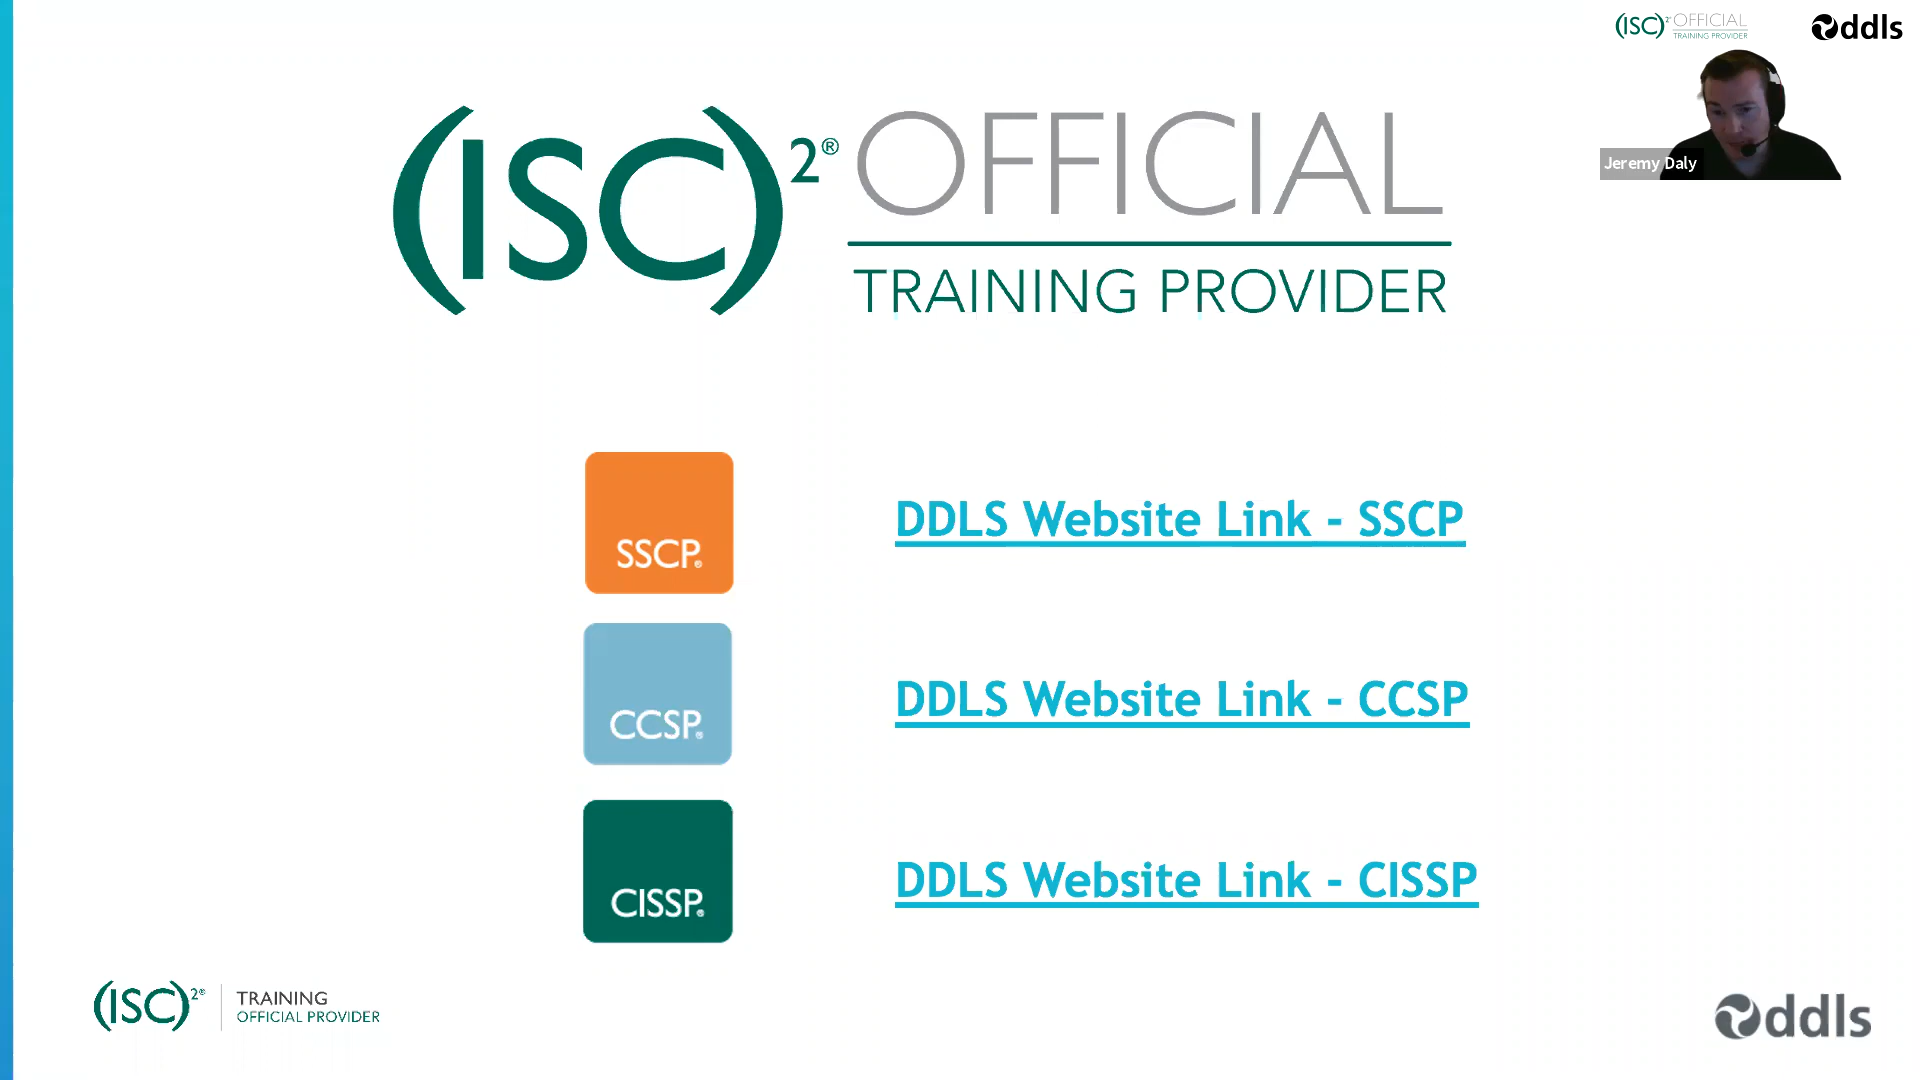 (ISC)²® OFFICIAL
TRAINING PROVIDER
ddls
Jeremy Daly
(ISC)²® OFFICIAL
TRAINING PROVIDER
SSCP®
DDLS Website Link - SSCP
CCSP®
DDLS Website Link - CCSP
CISSP®
DDLS Website Link - CISSP
(ISC)²®
TRAINING
OFFICIAL PROVIDER
ddls